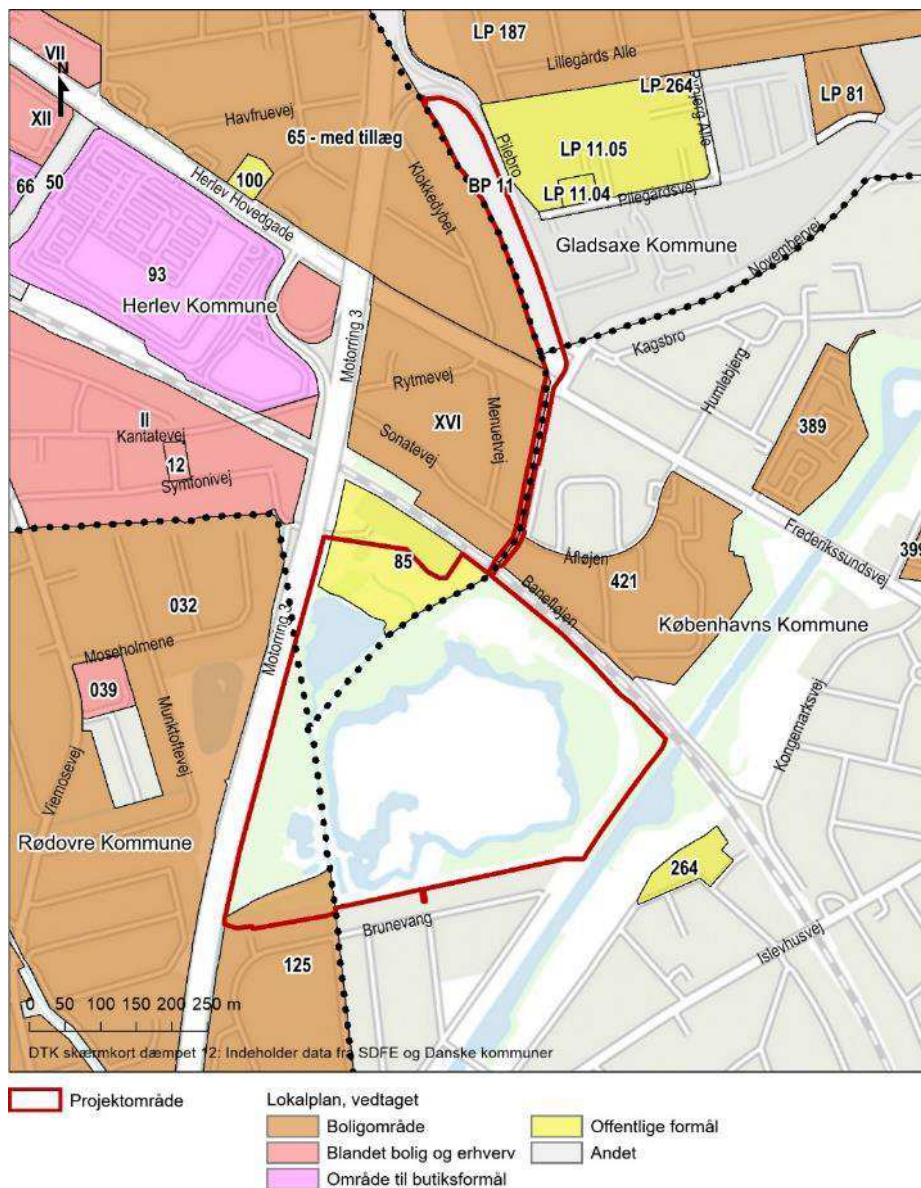 LP 187
VII
N
XII
Lillegårds Alle
LP 264
LP 81
Havfruevej
65 - med tillæg
Pilebro
LP 11.05
66
50
100
Herlev Hovedgade
Klokkedybet
BP 11
LP 11.04
Pilegårdsvej
Gladsaxe Kommune
Novembervej
93
Herlev Kommune
Motorring 3
Kagsbro
Rytmevej
Humlebjerg
XVI
Menuetvej
II
Kantatevej
12
Sonatevej
389
Symfonivej
Frederikssundsvej
399
85
Åfløjen
421
Banefløjen
032
Københavns Kommune
Motorring 3
Moseholmene
039
Munktoftevej
Kongemarksvej
Viemosevej
Rødovre Kommune
264
Brunevang
Islevhusvej
125
0 50 100 150 200 250 m
DTK skærmkort dæmpet 12: Indeholder data fra SDFE og Danske kommuner
Projektområde
Lokalplan, vedtaget
Boligområde
Offentlige formål
Blandet bolig og erhverv
Andet
Område til butiksformål